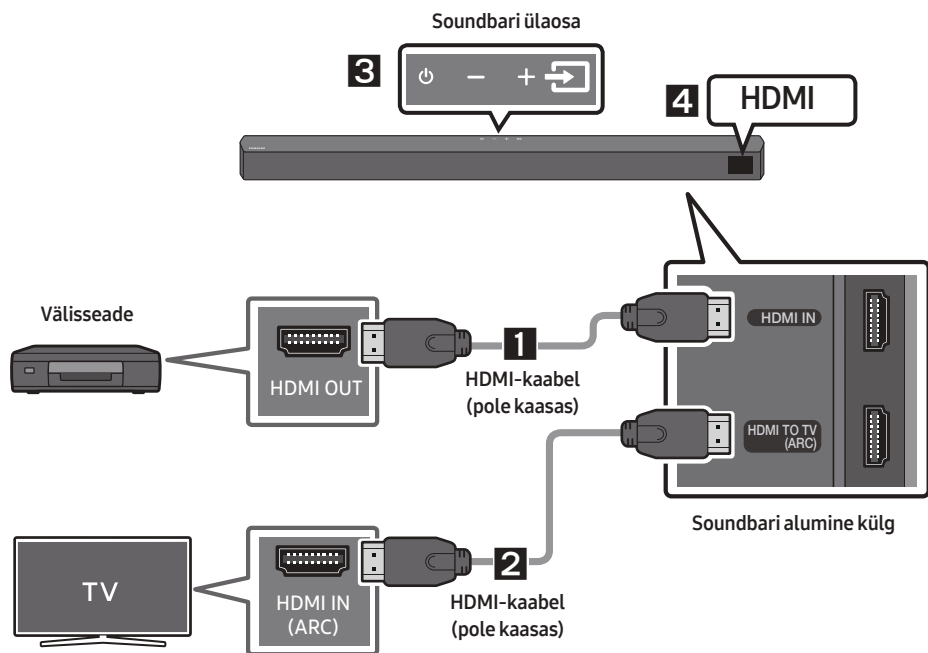 Soundbari ülaosa
3
4
HDMI
Välisseade
HDMI OUT
1
HDMI-kaabel
(pole kaasas)
HDMI IN
HDMI TO TV
(ARC)
Soundbari alumine külg
TV
HDMI IN
(ARC)
2
HDMI-kaabel
(pole kaasas)